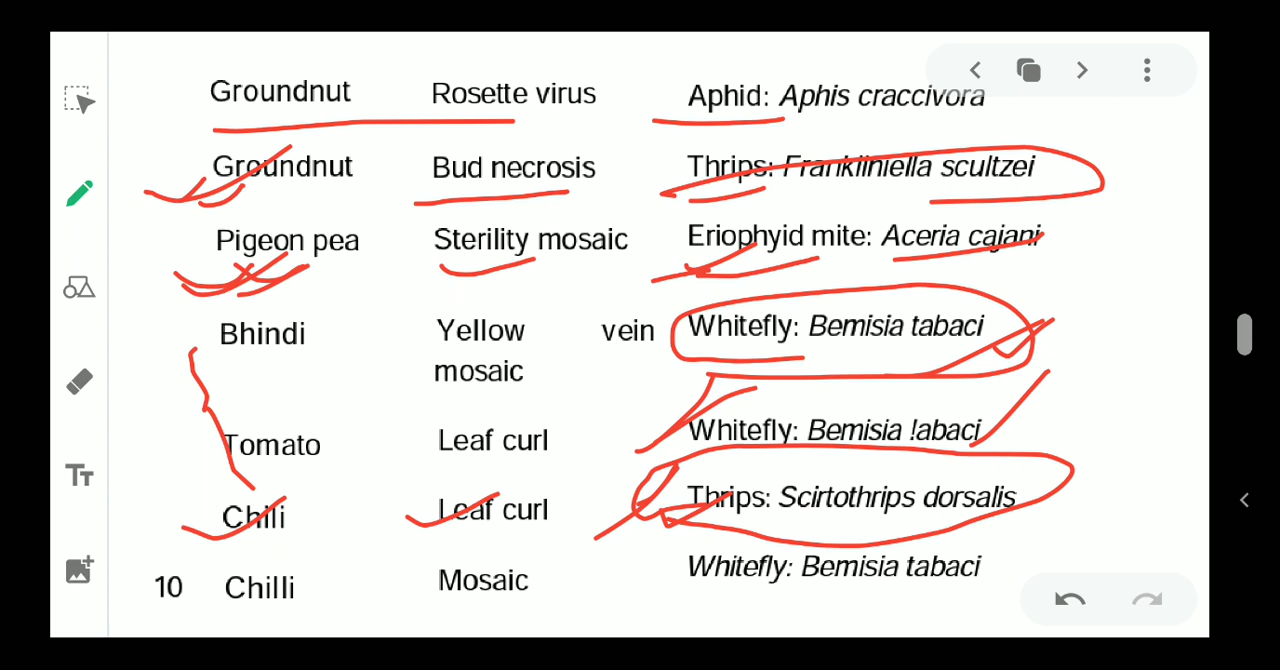 Groundnut Rosette virus Aphid: Aphis craccivora
Groundnut Bud necrosis Thrips: Frankliniella scultzei
Pigeon pea Sterility mosaic Eriophyid mite: Aceria cajani
Bhindi Yellow vein Whitefly: Bemisia tabaci
mosaic
Tomato Leaf curl Whitefly: Bemisia !abaci
Chili Leaf curl Thrips: Scirtothrips dorsalis
10 Chilli Mosaic Whitefly: Bemisia tabaci
TT